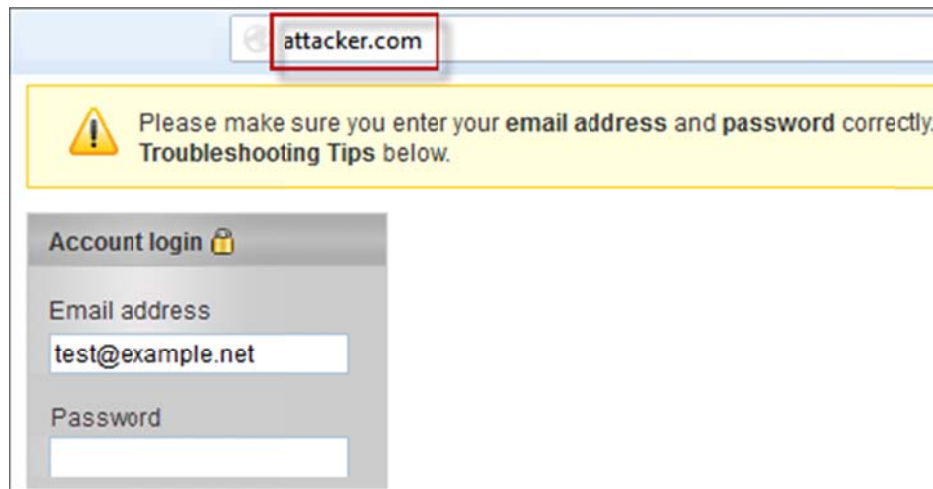 attacker.com
Please make sure you enter your email address and password correctly.
Troubleshooting Tips below.
Account login
Email address
test@example.net
Password